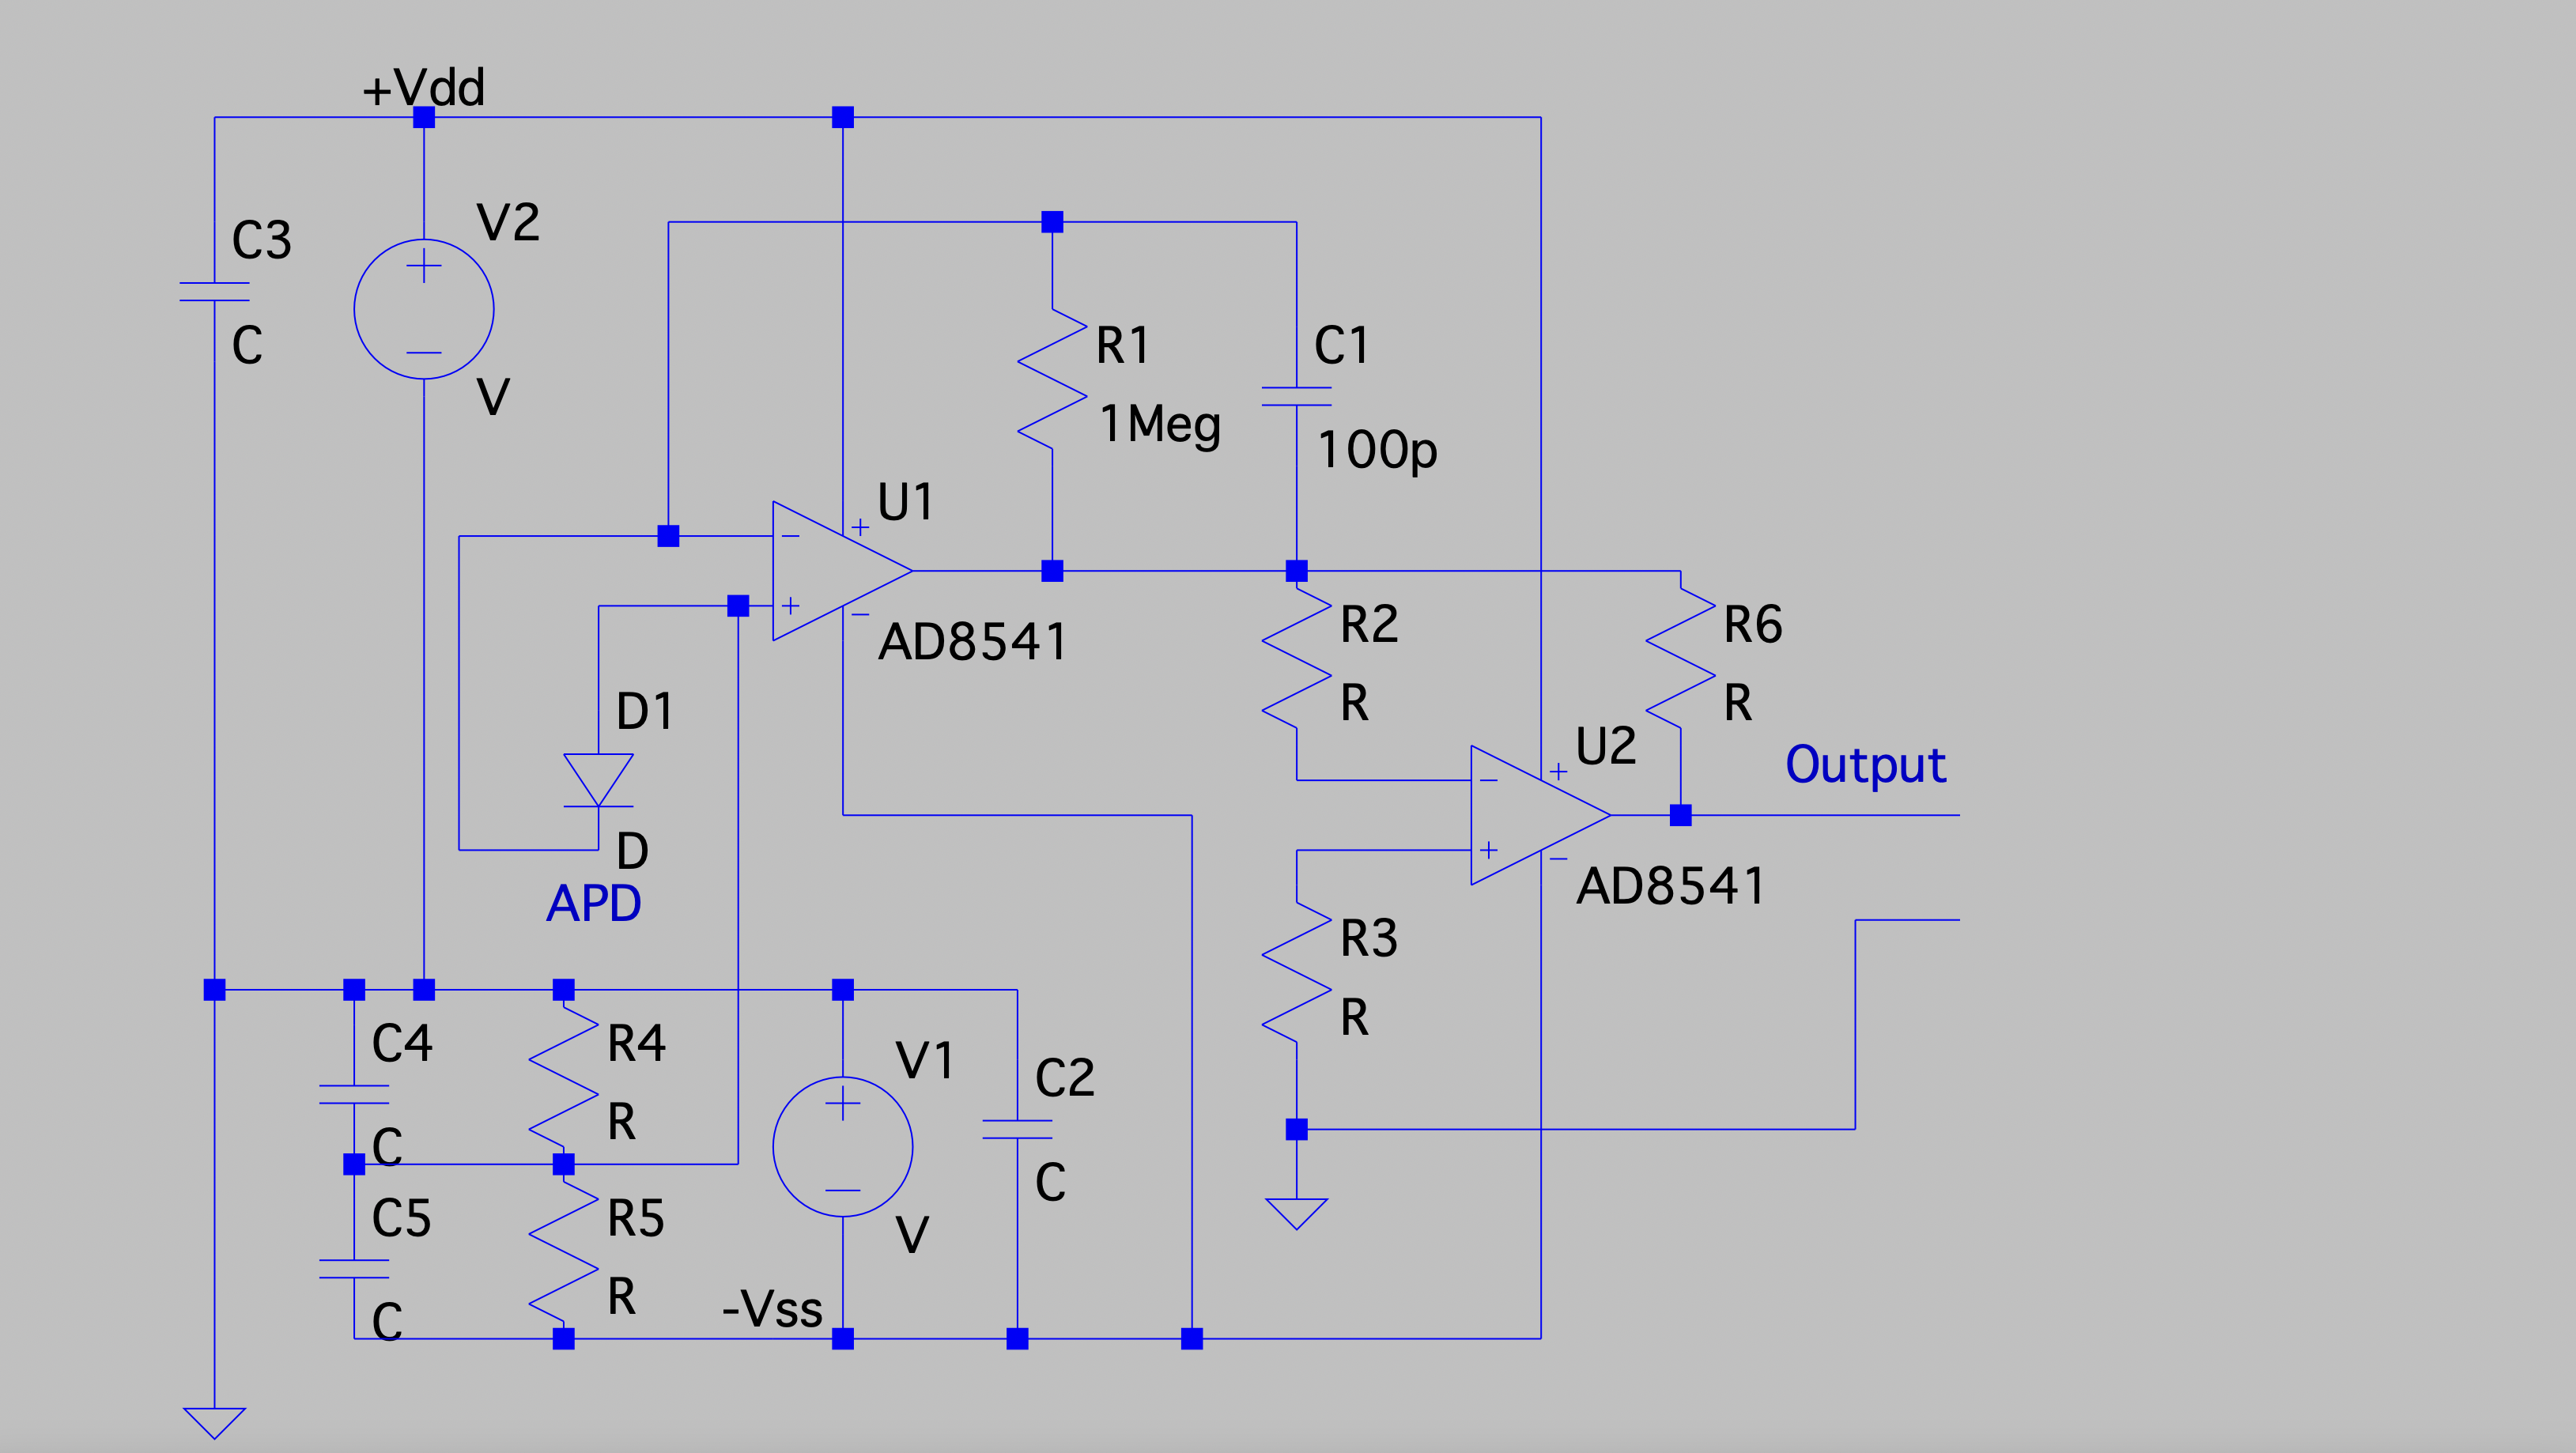 +Vdd
V2
C3
C
V
R1
1Meg
C1
100p
U1
AD8541
R2
R
R6
R
D1
D
APD
U2
Output
AD8541
R3
R
C4
C
R4
R
V1
V
C2
C
C5
C
R5
R
-Vss